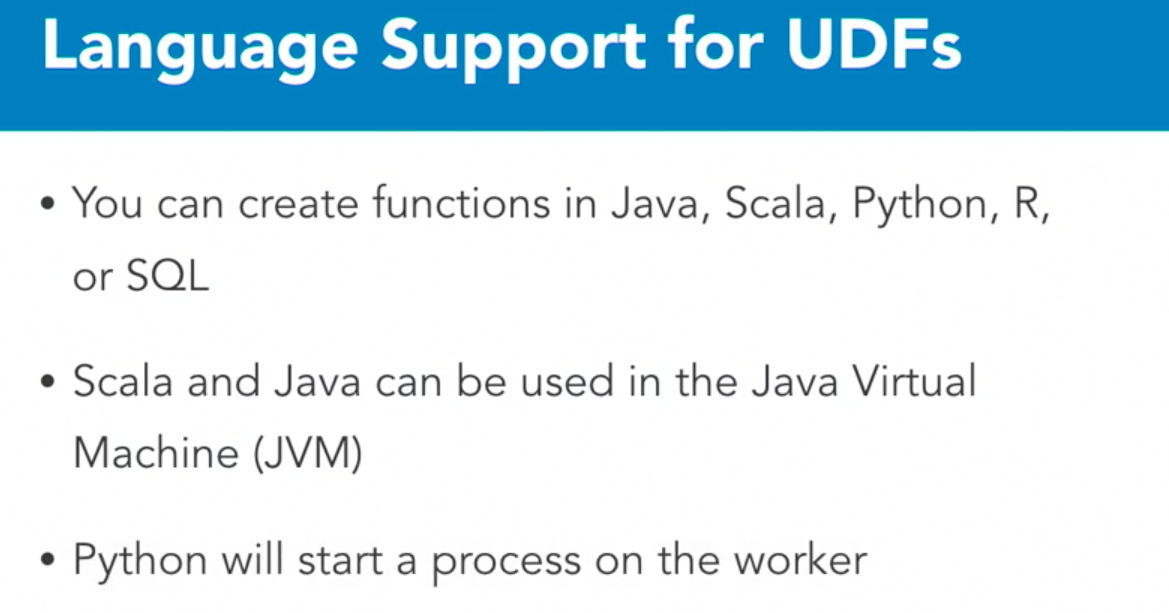 Language Support for UDFs
• You can create functions in Java, Scala, Python, R,
or SQL
• Scala and Java can be used in the Java Virtual
Machine (JVM)
• Python will start a process on the worker